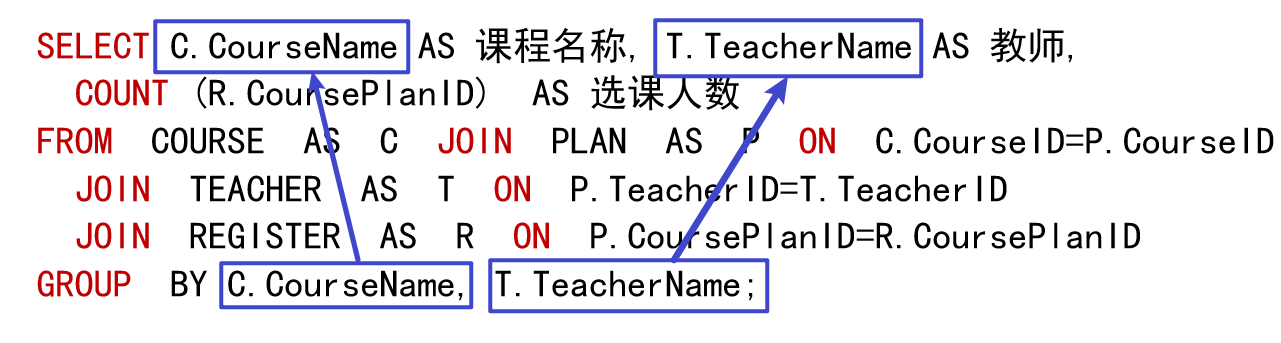 SELECT C.CourseName AS 课程名称, T.TeacherName AS 教师,
COUNT (R.CoursePlanID) AS 选课人数
FROM COURSE AS C JOIN PLAN AS P ON C.CourseID=P.CourseID
JOIN TEACHER AS T ON P.TeacherID=T.TeacherID
JOIN REGISTER AS R ON P.CoursePlanID=R.CoursePlanID
GROUP BY C.CourseName, T.TeacherName;